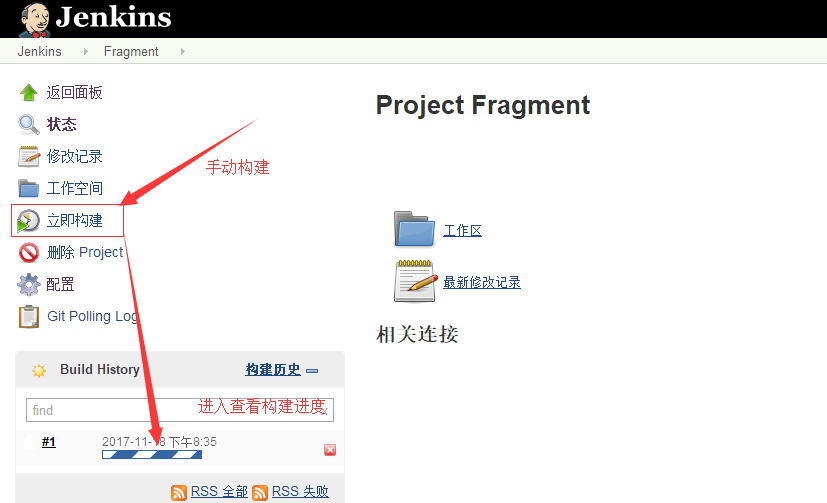 Jenkins
Jenkins Fragment
返回面板
状态
修改记录
工作空间
立即构建
删除 Project
配置
Git Polling Log
手动构建
Project Fragment
工作区
最新修改记录
相关连接
Build History 构建历史
find
进入查看构建进度
x
#1 2017-11-18 下午8:35
RSS 全部 RSS 失败